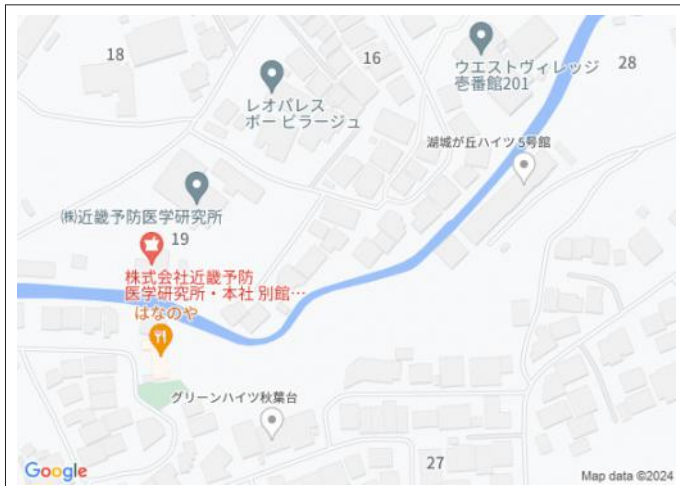 18
16
ウエストヴィレッジ
壱番館201
28
レオパレス
ボー ビラージュ
湖城が丘ハイツ 5号館
㈱近畿予防医学研究所
19
株式会社近畿予防
医学研究所・本社 別館…
はなのや
グリーンハイツ秋葉台
27
Google
Map data ©2024